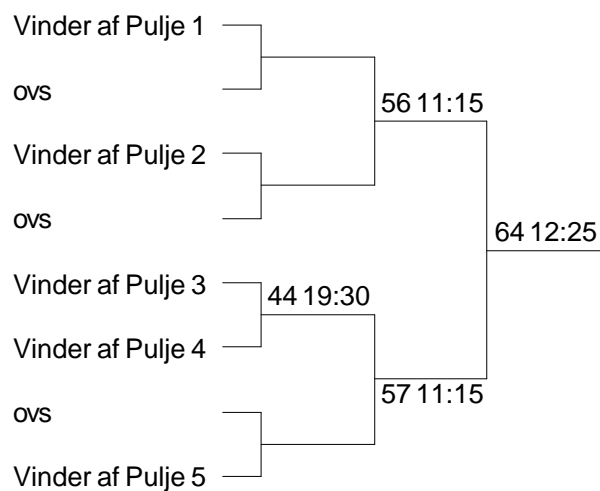 Vinder af Pulje 1
ovs
56 11:15
Vinder af Pulje 2
ovs
64 12:25
Vinder af Pulje 3
44 19:30
Vinder af Pulje 4
57 11:15
ovs
Vinder af Pulje 5